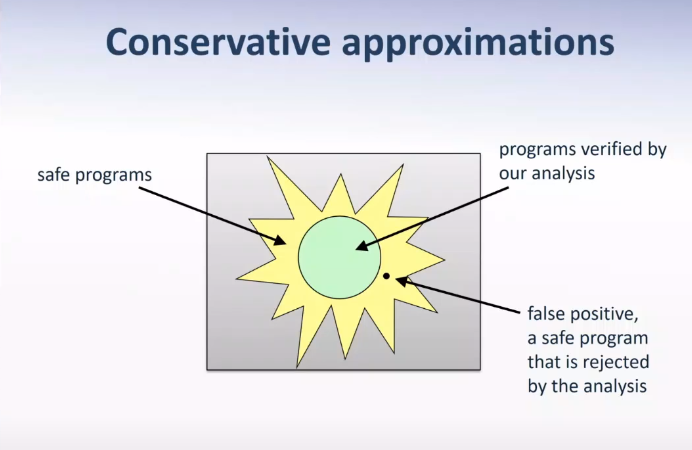 Conservative approximations
safe programs
programs verified by
our analysis
false positive,
a safe program
that is rejected
by the analysis